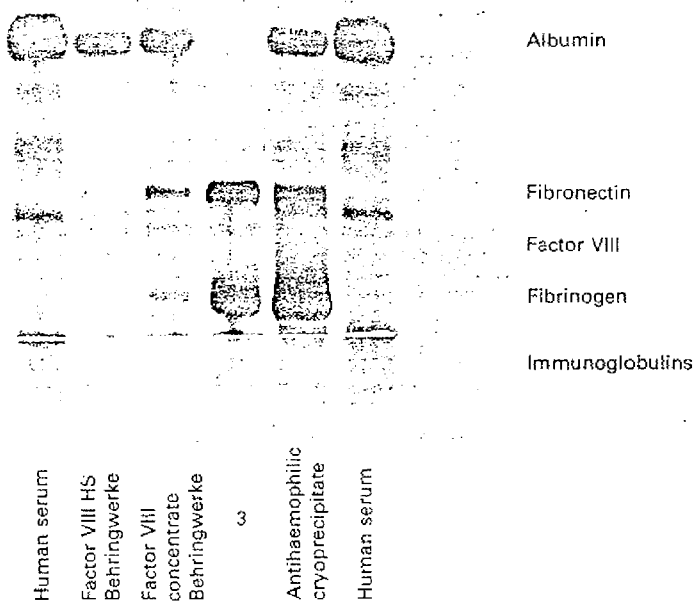 Albumin
Fibronectin
Factor VIII
Fibrinogen
Immunoglobulins
Human serum
Factor VIII HS
Behringwerke
Factor VIII
concentrate
Behringwerke
3
Antihaemophilic
cryoprecipitate
Human serum